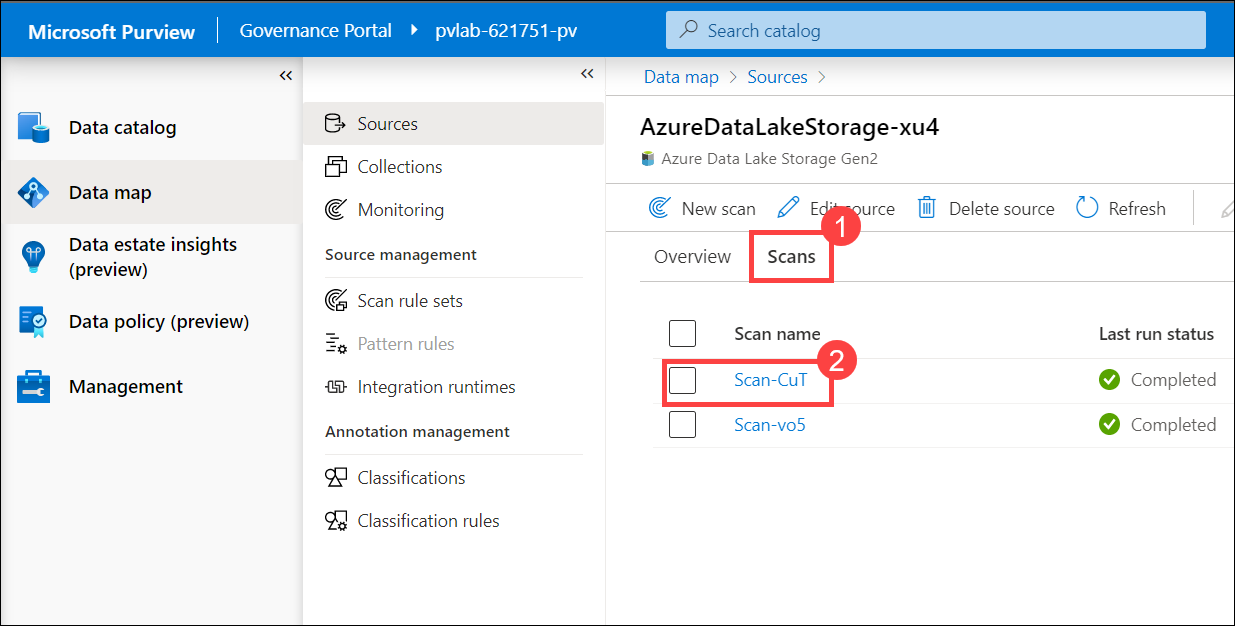 Microsoft Purview
Governance Portal
pvlab-621751-pv
Search catalog
Data catalog
Data map
Data estate insights
(preview)
Data policy (preview)
Management
Sources
Collections
Monitoring
Source management
Scan rule sets
Pattern rules
Integration runtimes
Annotation management
Classifications
Classification rules
Data map > Sources >
AzureDataLakeStorage-xu4
Azure Data Lake Storage Gen2
New scan Edit source Delete source Refresh
1
Overview Scans
Scan name Last run status
2
Scan-CuT Completed
Scan-vo5 Completed